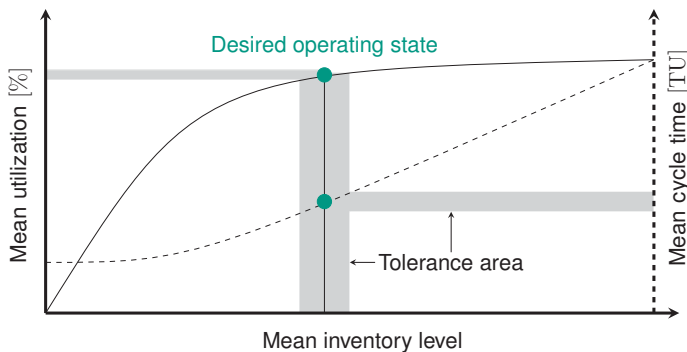 Desired operating state
Mean utilization [%]
Mean cycle time [TU]
Tolerance area
Mean inventory level